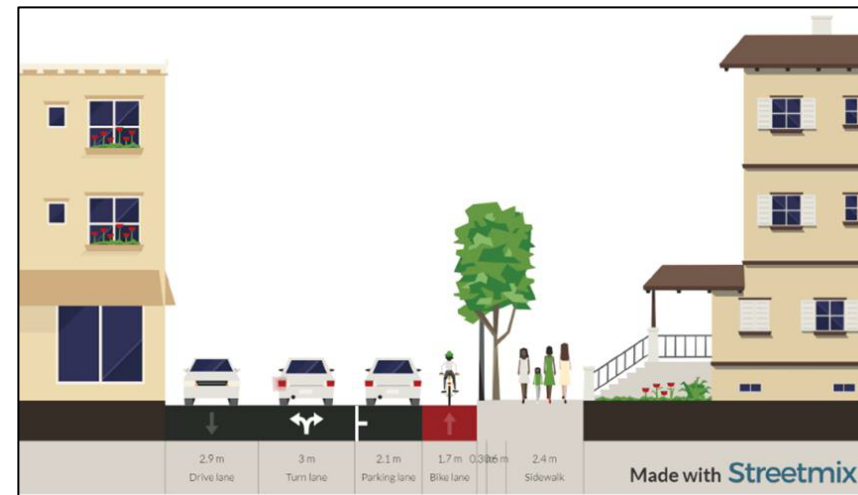 2.9 m
Drive lane
3 m
Turn lane
2.1 m
Parking lane
1.7 m
Bike lane
2.4 m
Sidewalk
Made with Streetmix